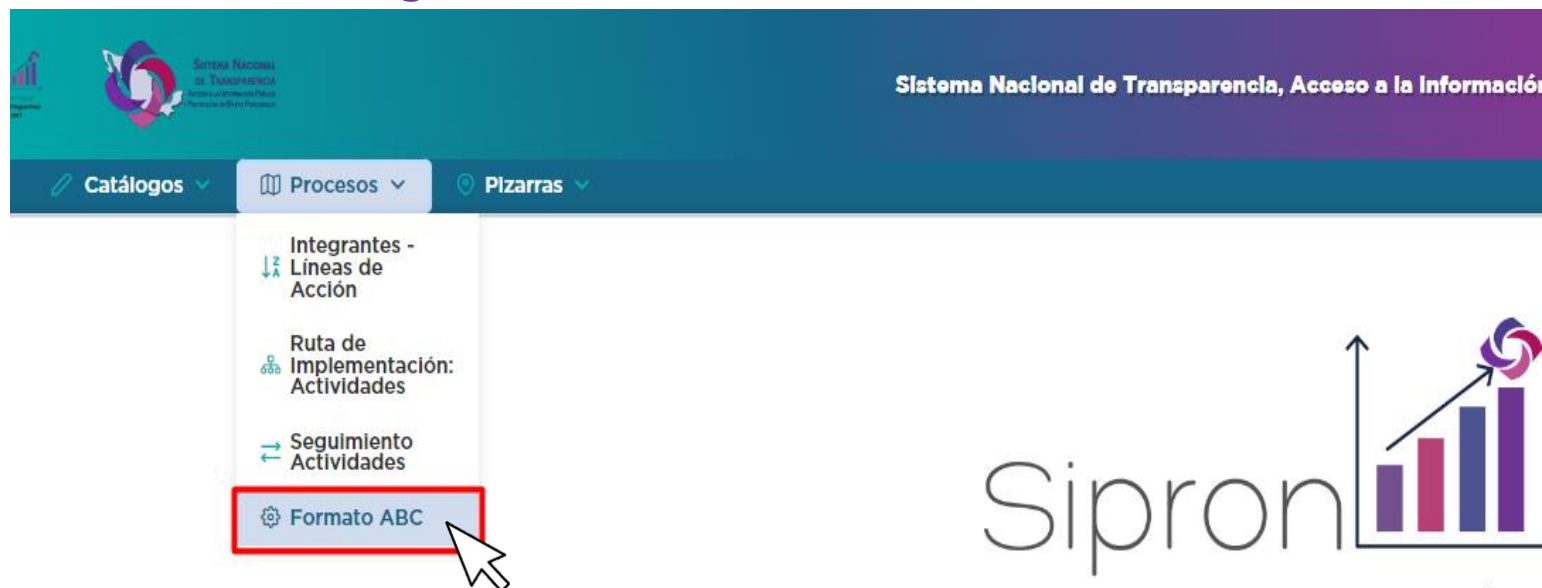 SISTEMA NACIONAL
DE TRANSPARENCIA
Sistema Nacional de Transparencia, Acceso a la Información
Catálogos
Procesos
Pizarras
Integrantes -
Líneas de
Acción
Ruta de
Implementación:
Actividades
Seguimiento
Actividades
Formato ABC
Sipron